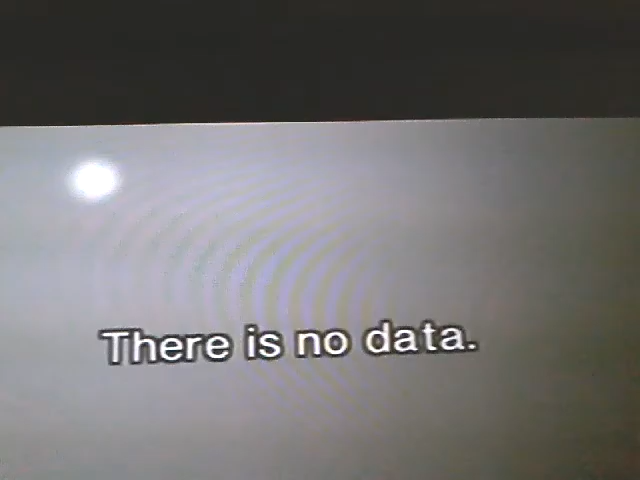 There is no data.